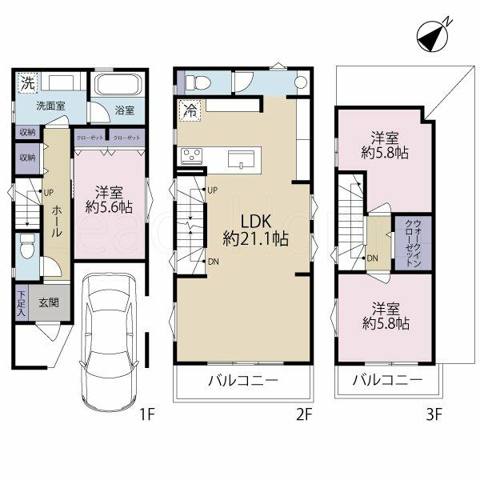 N
洗
洗面室
浴室
収納
クローゼット
クローゼット
収納
UP
ホール
洋室
約5.6帖
下足入
玄関
1F
冷
UP
LDK
約21.1帖
DN
バルコニー
2F
洋室
約5.8帖
ウォークイン
クローゼット
DN
洋室
約5.8帖
バルコニー
3F